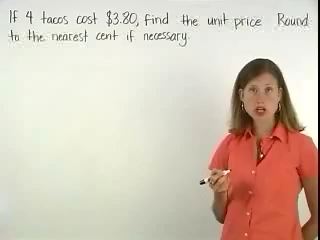 If 4 tacos cost $3.80, find the unit price Round
to the nearest cent if necessary.